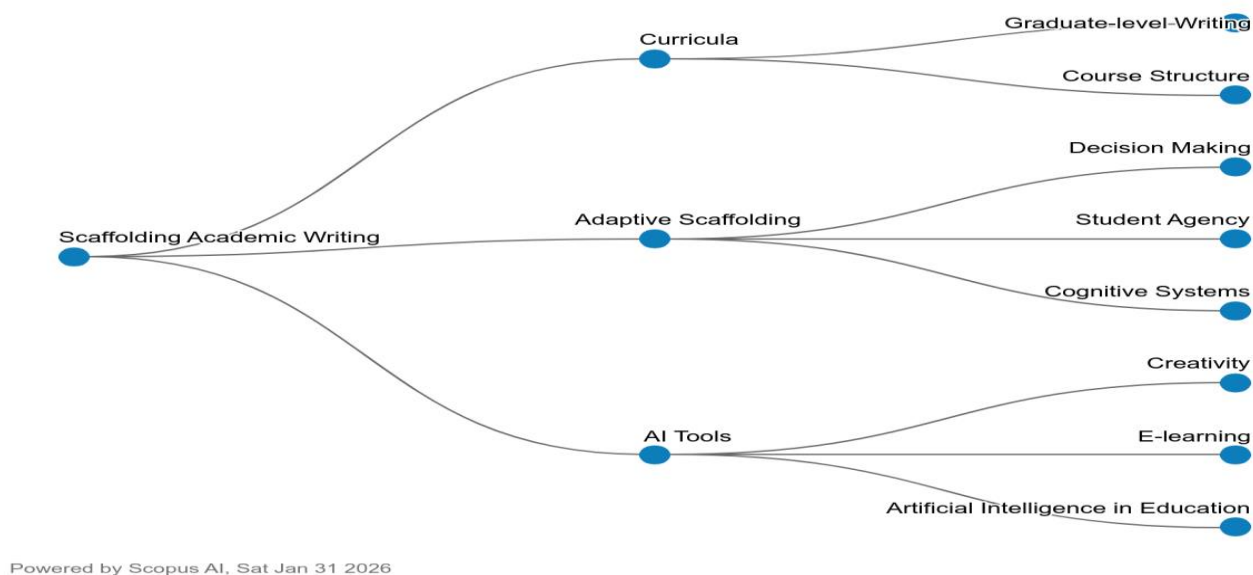 Graduate-level-Writing
Curricula
Course Structure
Decision Making
Adaptive Scaffolding
Student Agency
Scaffolding Academic Writing
Cognitive Systems
Creativity
AI Tools
E-learning
Artificial Intelligence in Education
Powered by Scopus AI, Sat Jan 31 2026